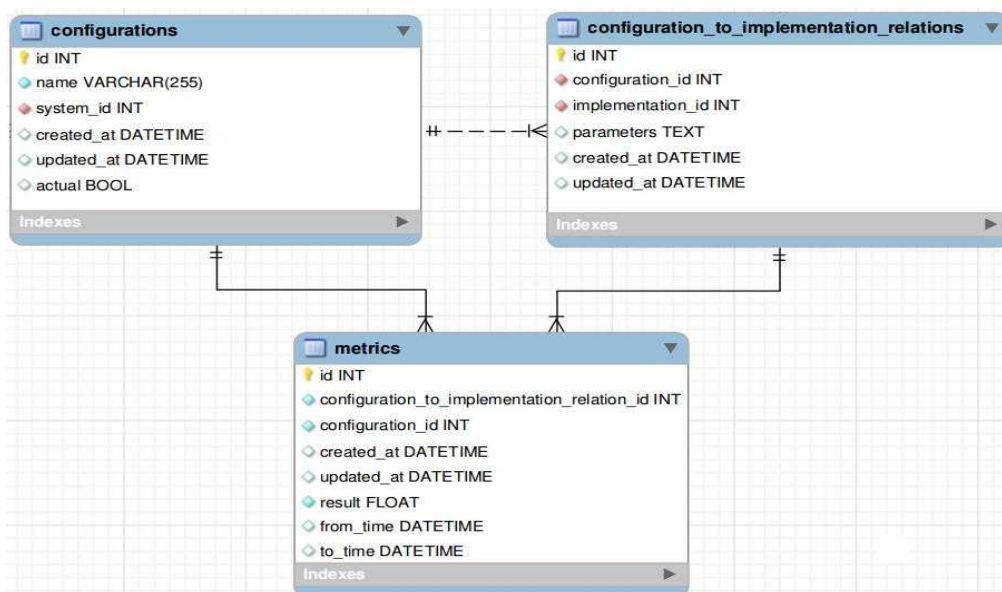 configurations
id INT
name VARCHAR(255)
system_id INT
created_at DATETIME
updated_at DATETIME
actual BOOL
Indexes
configuration_to_implementation_relations
id INT
configuration_id INT
implementation_id INT
parameters TEXT
created_at DATETIME
updated_at DATETIME
Indexes
metrics
id INT
configuration_to_implementation_relation_id INT
configuration_id INT
created_at DATETIME
updated_at DATETIME
result FLOAT
from_time DATETIME
to_time DATETIME
Indexes